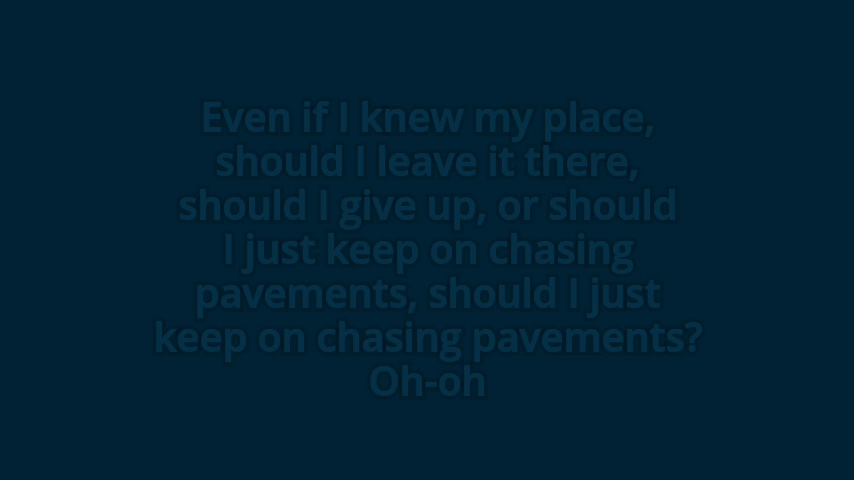 Even if I knew my place,
should I leave it there,
should I give up, or should
I just keep on chasing
pavements, should I just
keep on chasing pavements?
Oh-oh